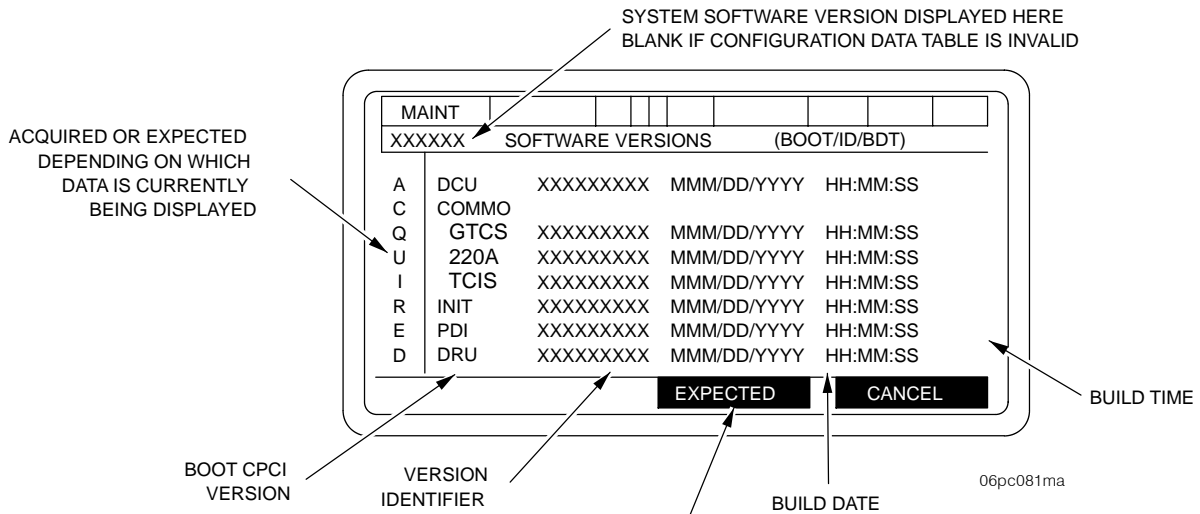 SYSTEM SOFTWARE VERSION DISPLAYED HERE
BLANK IF CONFIGURATION DATA TABLE IS INVALID
ACQUIRED OR EXPECTED
DEPENDING ON WHICH
DATA IS CURRENTLY
BEING DISPLAYED
MAINT
XXXXXX SOFTWARE VERSIONS (BOOT/ID/BDT)
A DCU XXXXXXXXX MMM/DD/YYYY HH:MM:SS
C COMMO
Q GTCS XXXXXXXXX MMM/DD/YYYY HH:MM:SS
U 220A XXXXXXXXX MMM/DD/YYYY HH:MM:SS
I TCIS XXXXXXXXX MMM/DD/YYYY HH:MM:SS
R INIT XXXXXXXXX MMM/DD/YYYY HH:MM:SS
E PDI XXXXXXXXX MMM/DD/YYYY HH:MM:SS
D DRU XXXXXXXXX MMM/DD/YYYY HH:MM:SS
EXPECTED CANCEL
BUILD TIME
BOOT CPCI
VERSION
VERSION
IDENTIFIER
BUILD DATE
06pc081ma